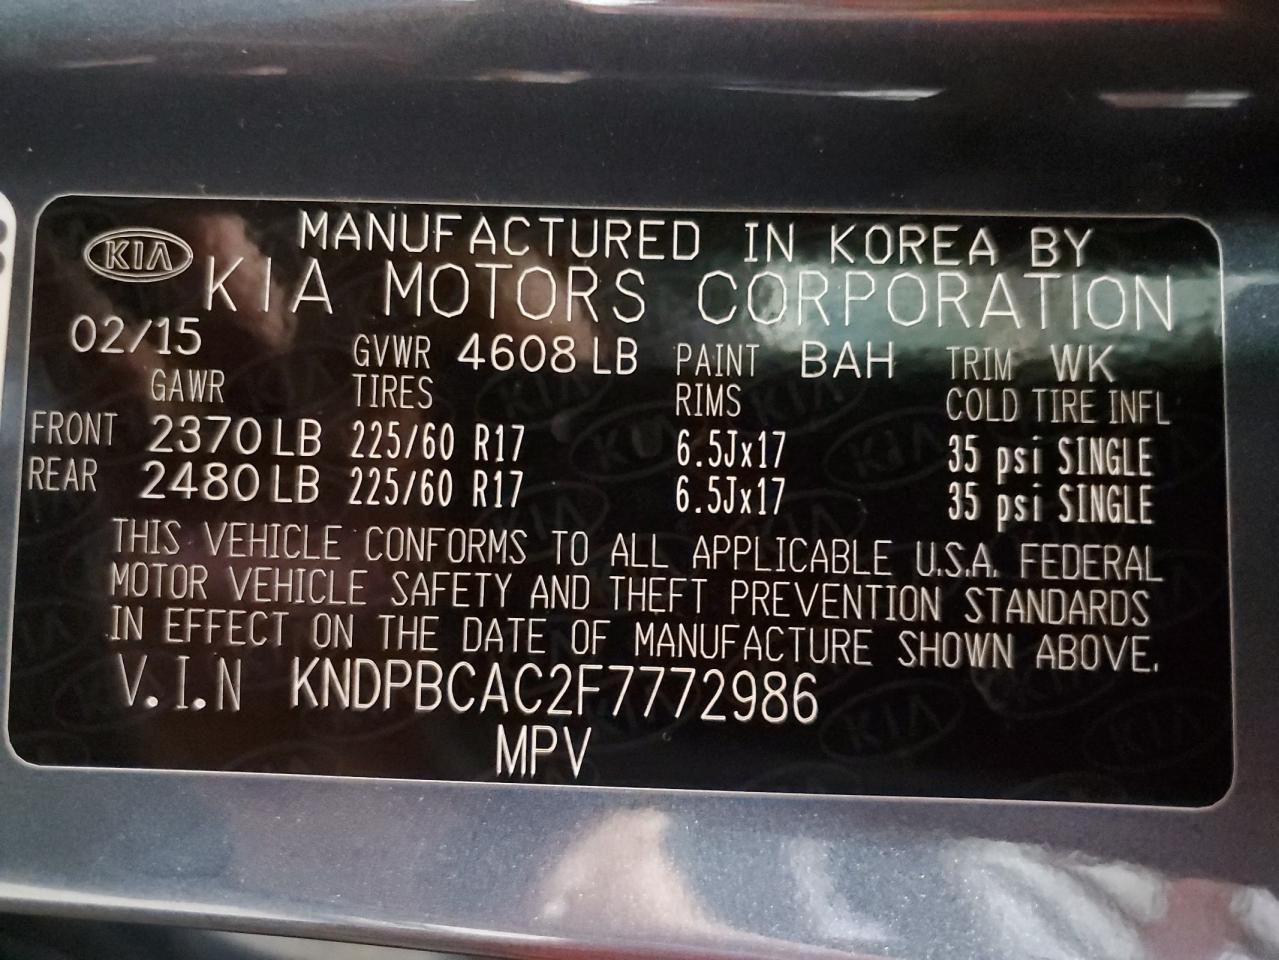 KIA MANUFACTURED IN KOREA BY
KIA MOTORS CORPORATION
02/15 GVWR 4608 LB PAINT BAH TRIM WK
GAWR TIRES RIMS COLD TIRE INFL
FRONT 2370 LB 225/60 R17 6.5Jx17 35 psi SINGLE
REAR 2480 LB 225/60 R17 6.5Jx17 35 psi SINGLE
THIS VEHICLE CONFORMS TO ALL APPLICABLE U.S.A. FEDERAL
MOTOR VEHICLE SAFETY AND THEFT PREVENTION STANDARDS
IN EFFECT ON THE DATE OF MANUFACTURE SHOWN ABOVE.
V.I.N KNDPBCAC2F7772986
MPV